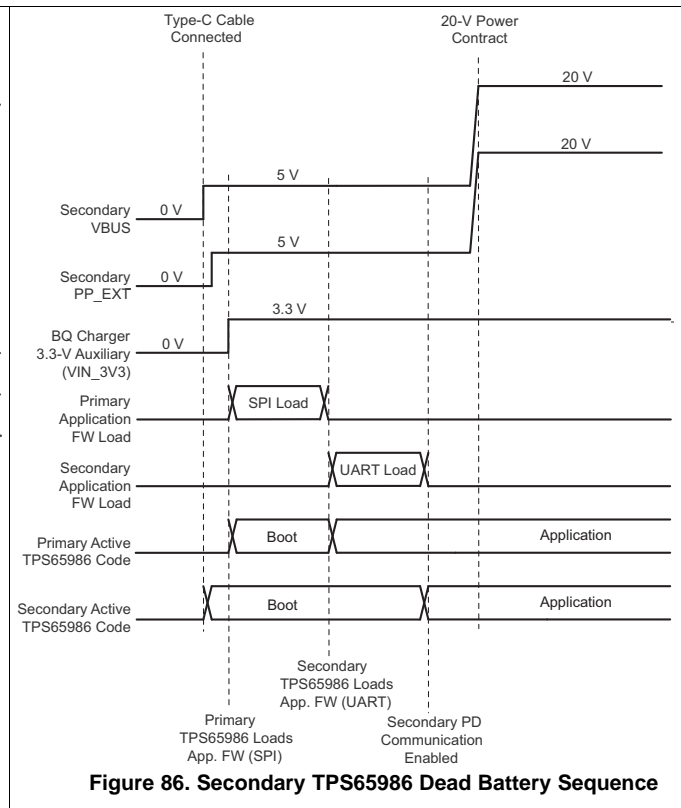 Type-C Cable
Connected
20-V Power
Contract
20 V
20 V
5 V
Secondary
VBUS
0 V
5 V
Secondary
PP_EXT
0 V
3.3 V
BQ Charger
3.3-V Auxiliary
(VIN_3V3)
0 V
Primary
Application
FW Load
SPI Load
Secondary
Application
FW Load
UART Load
Primary Active
TPS65986 Code
Boot
Application
Secondary Active
TPS65986 Code
Boot
Application
Secondary
TPS65986 Loads
App. FW (UART)
Primary
TPS65986 Loads
App. FW (SPI)
Secondary PD
Communication
Enabled
Figure 86. Secondary TPS65986 Dead Battery Sequence